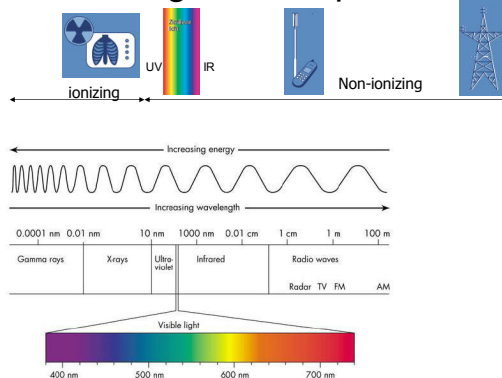 UV
IR
ionizing
Non-ionizing
Increasing energy
Increasing wavelength
0.0001 nm 0.01 nm 10 nm 1000 nm 0.01 cm 1 cm 1 m 100 m
Gamma rays X-rays Ultra- Infrared Radio waves
violet
Radar TV FM AM
Visible light
400 nm 500 nm 600 nm 700 nm